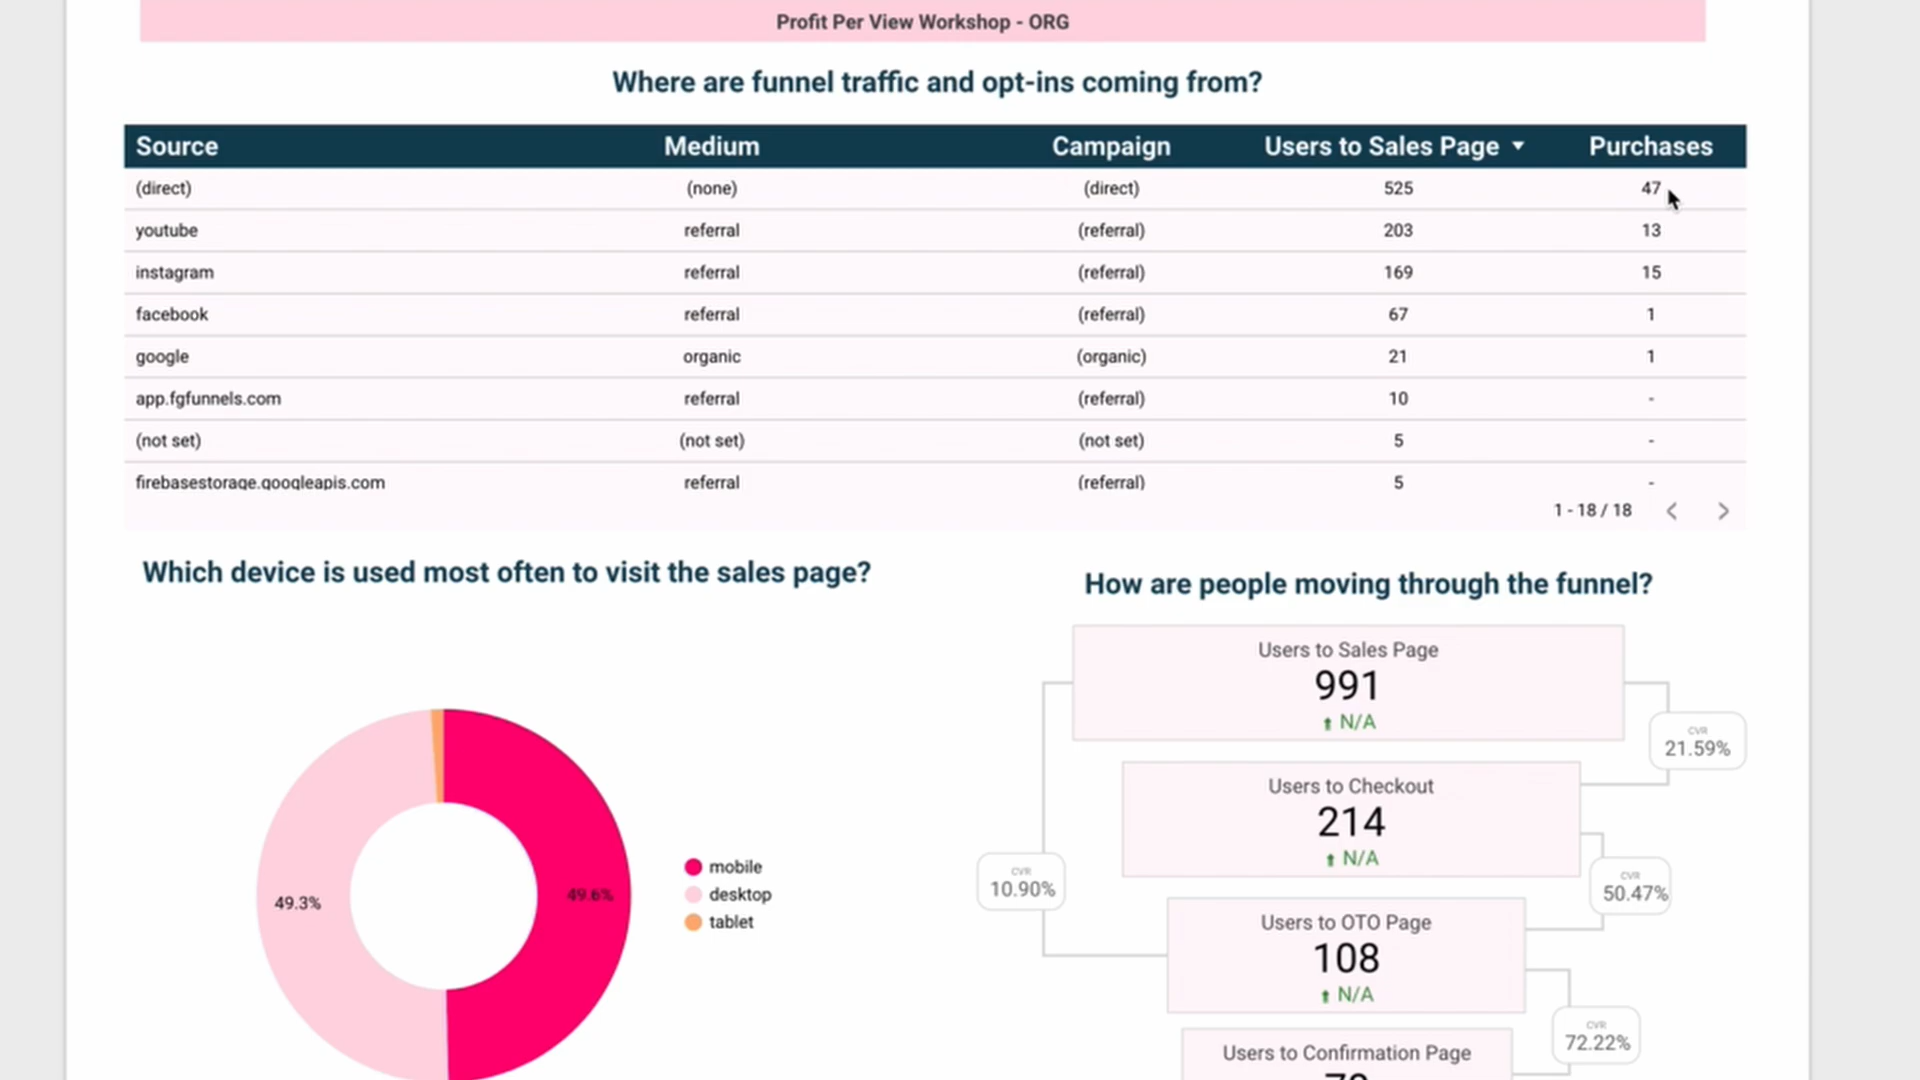 Profit Per View Workshop - ORG
Where are funnel traffic and opt-ins coming from?
Source Medium Campaign Users to Sales Page Purchases
(direct) (none) (direct) 525 47
youtube referral (referral) 203 13
instagram referral (referral) 169 15
facebook referral (referral) 67 1
google organic (organic) 21 1
app.fgfunnels.com referral (referral) 10 -
(not set) (not set) (not set) 5 -
firebasestorage.googleapis.com referral (referral) 5 -
1 - 18 / 18
Which device is used most often to visit the sales page?
49.3%
49.6%
mobile
desktop
tablet
How are people moving through the funnel?
Users to Sales Page
991
N/A
CVR
21.59%
Users to Checkout
214
N/A
CVR
10.90%
CVR
50.47%
Users to OTO Page
108
N/A
CVR
72.22%
Users to Confirmation Page